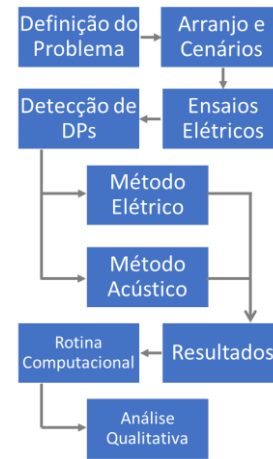 Definição do
Problema
Arranjo e
Cenários
Detecção de
DPs
Ensaios
Elétricos
Método
Elétrico
Método
Acústico
Rotina
Computacional
Resultados
Análise
Qualitativa